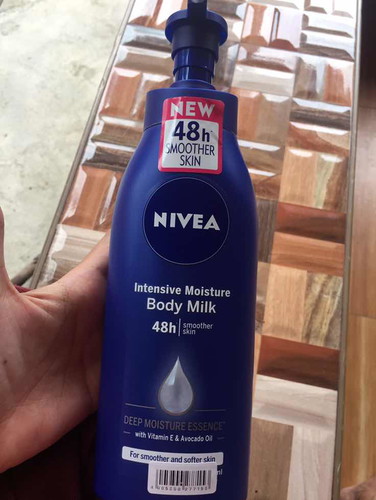 NEW
48h
SMOOTHER
SKIN
NIVEA
Intensive Moisture
Body Milk
48h smoother
skin
DEEP MOISTURE ESSENCE
with Vitamin E & Avocado Oil
For smoother and softer skin